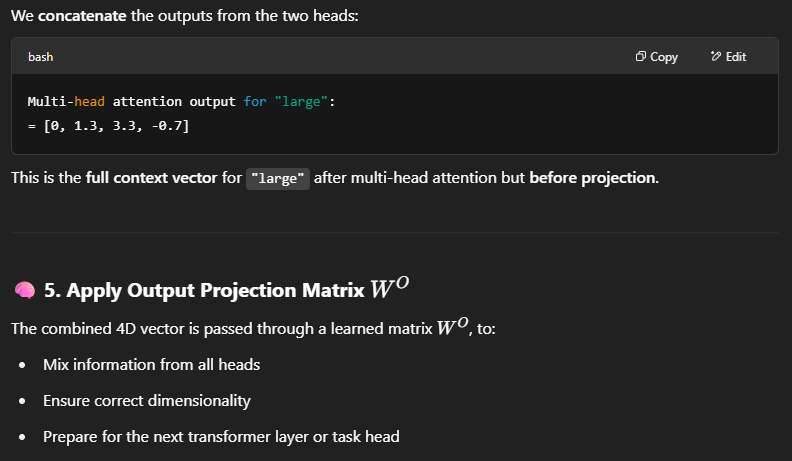 We concatenate the outputs from the two heads:
bash
Copy
Edit
Multi-head attention output for "large":
= [0, 1.3, 3.3, -0.7]
This is the full context vector for "large" after multi-head attention but before projection.
🧠 5. Apply Output Projection Matrix W^O
The combined 4D vector is passed through a learned matrix W^O, to:
• Mix information from all heads
• Ensure correct dimensionality
• Prepare for the next transformer layer or task head